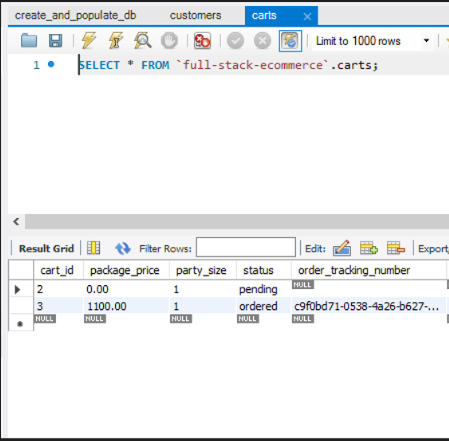 create_and_populate_db customers carts
Limit to 1000 rows
1 SELECT * FROM `full-stack-ecommerce`.carts;
Result Grid Filter Rows: Edit: Export
cart_id package_price party_size status order_tracking_number
2 0.00 1 pending NULL
3 1100.00 1 ordered c9f0bd71-0538-4a26-b627-...
NULL NULL NULL NULL NULL